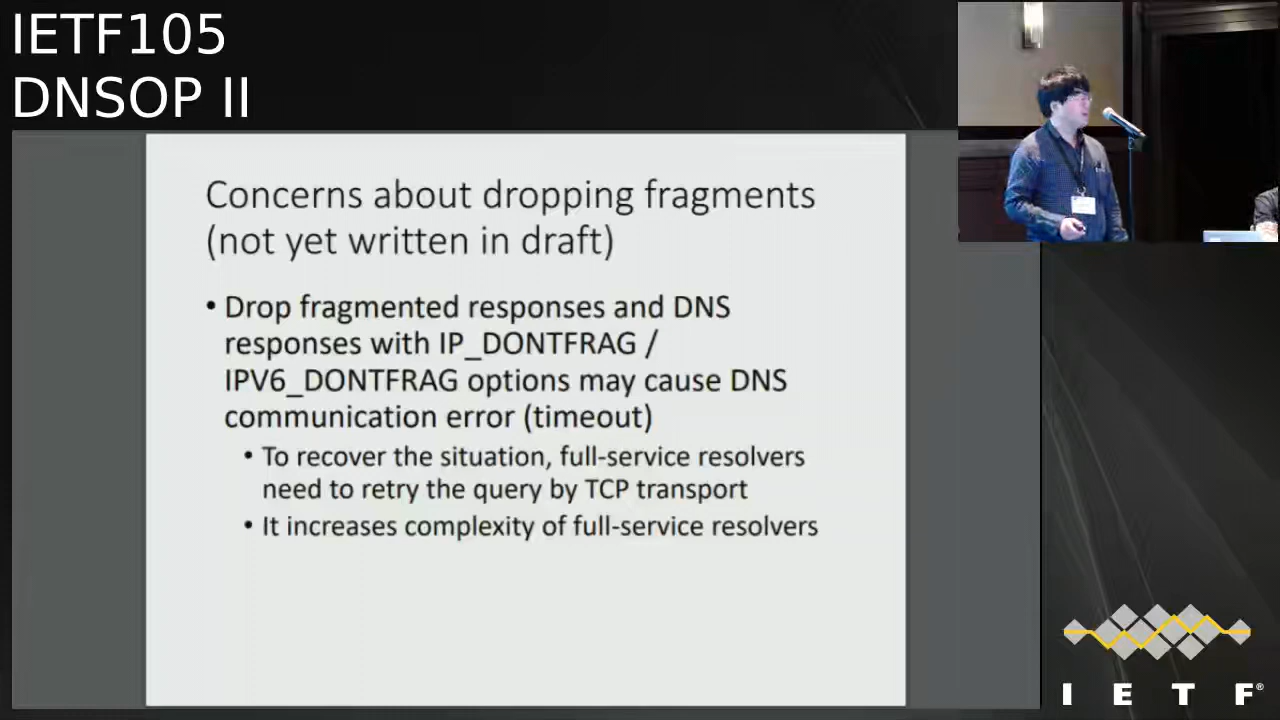 IETF105
DNSOP II
Concerns about dropping fragments
(not yet written in draft)
• Drop fragmented responses and DNS
responses with IP_DONTFRAG /
IPV6_DONTFRAG options may cause DNS
communication error (timeout)
• To recover the situation, full-service resolvers
need to retry the query by TCP transport
• It increases complexity of full-service resolvers
I E T F®